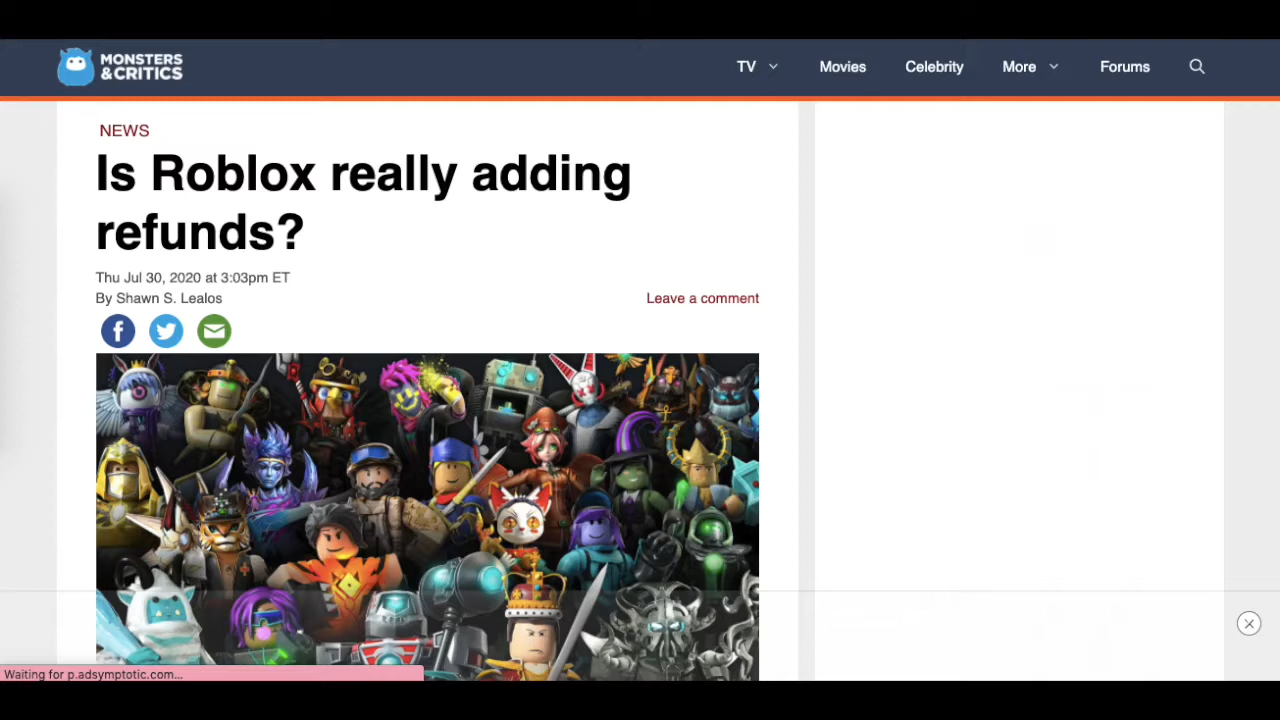 MONSTERS
& CRITICS
TV
Movies
Celebrity
More
Forums
NEWS
Is Roblox really adding
refunds?
Thu Jul 30, 2020 at 3:03pm ET
By Shawn S. Lealos
Leave a comment
Waiting for p.adsymptotic.com...